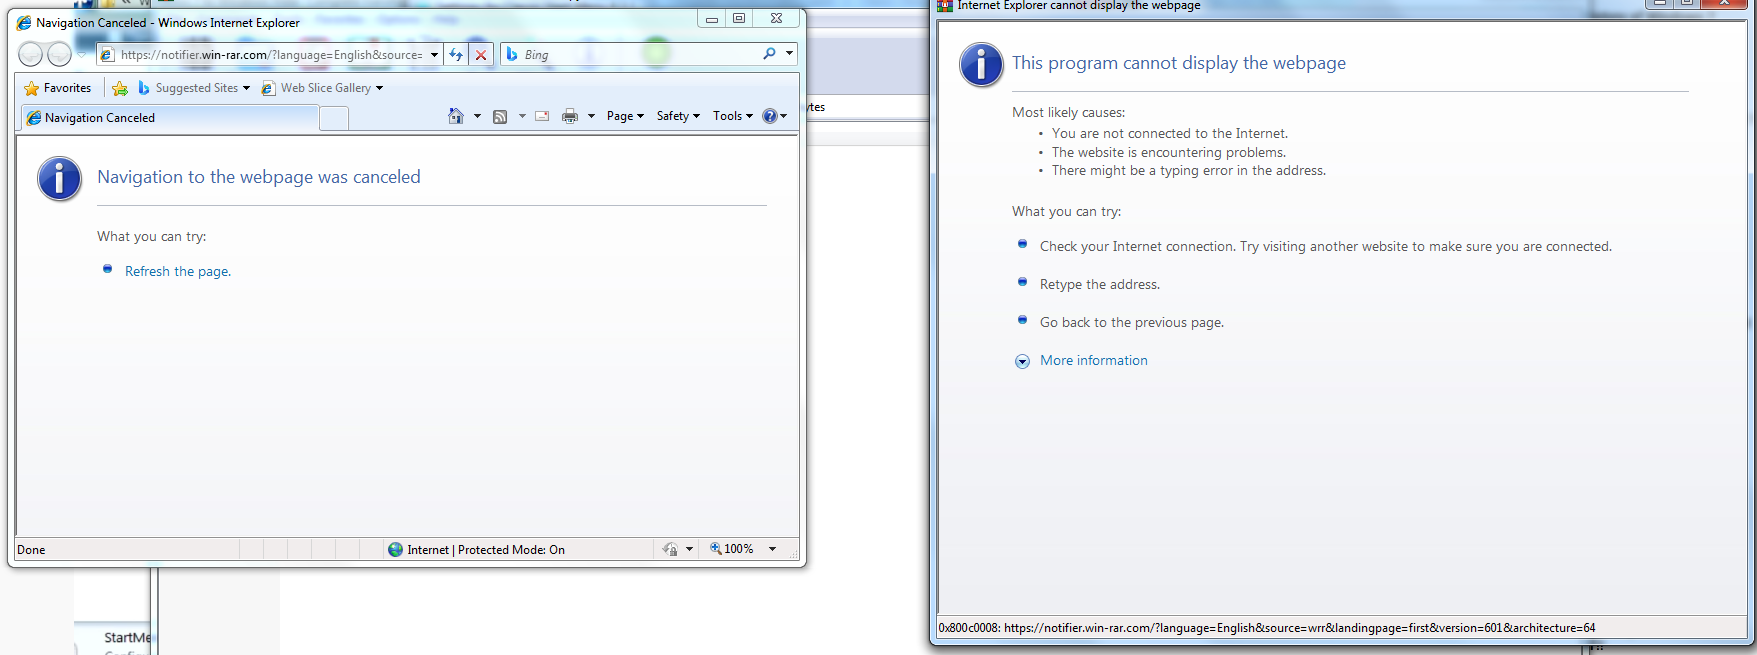 Navigation Canceled - Windows Internet Explorer
https://notifier.win-rar.com/?language=English&source=
Bing
Favorites
Suggested Sites
Web Slice Gallery
Navigation Canceled
Page
Safety
Tools
Navigation to the webpage was canceled
What you can try:
Refresh the page.
Done
Internet | Protected Mode: On
100%
StartMe
ytes
Internet Explorer cannot display the webpage
This program cannot display the webpage
Most likely causes:
• You are not connected to the Internet.
• The website is encountering problems.
• There might be a typing error in the address.
What you can try:
Check your Internet connection. Try visiting another website to make sure you are connected.
Retype the address.
Go back to the previous page.
More information
0x800c0008: https://notifier.win-rar.com/?language=English&source=wrr&landingpage=first&version=601&architecture=64